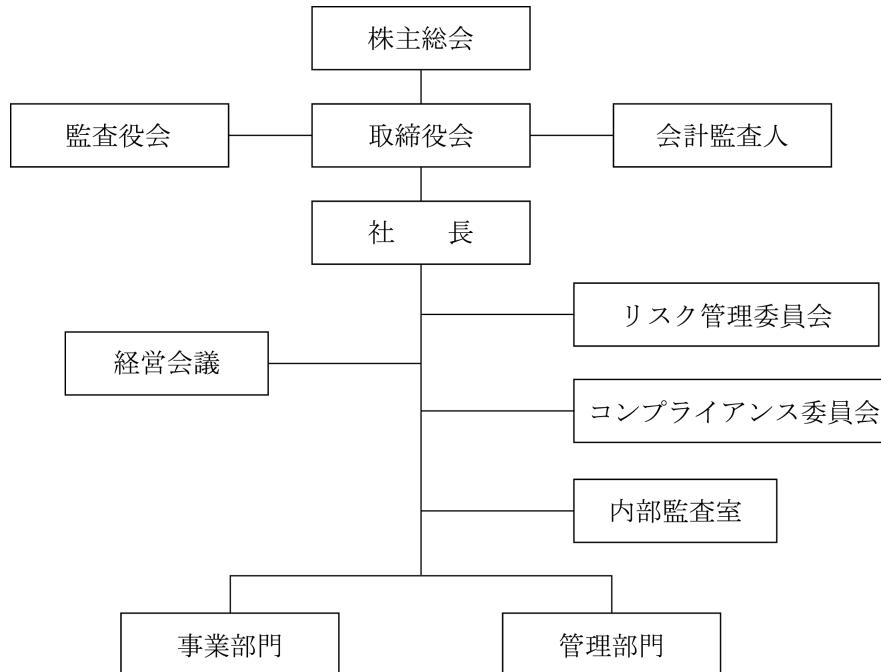 株主総会
監査役会
取締役会
会計監査人
社　　長
リスク管理委員会
経営会議
コンプライアンス委員会
内部監査室
事業部門
管理部門